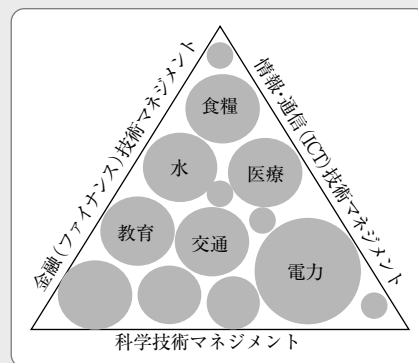 金融(ファイナンス)技術マネジメント
情報・通信(ICT)技術マネジメント
食糧
水
医療
教育
交通
電力
科学技術マネジメント